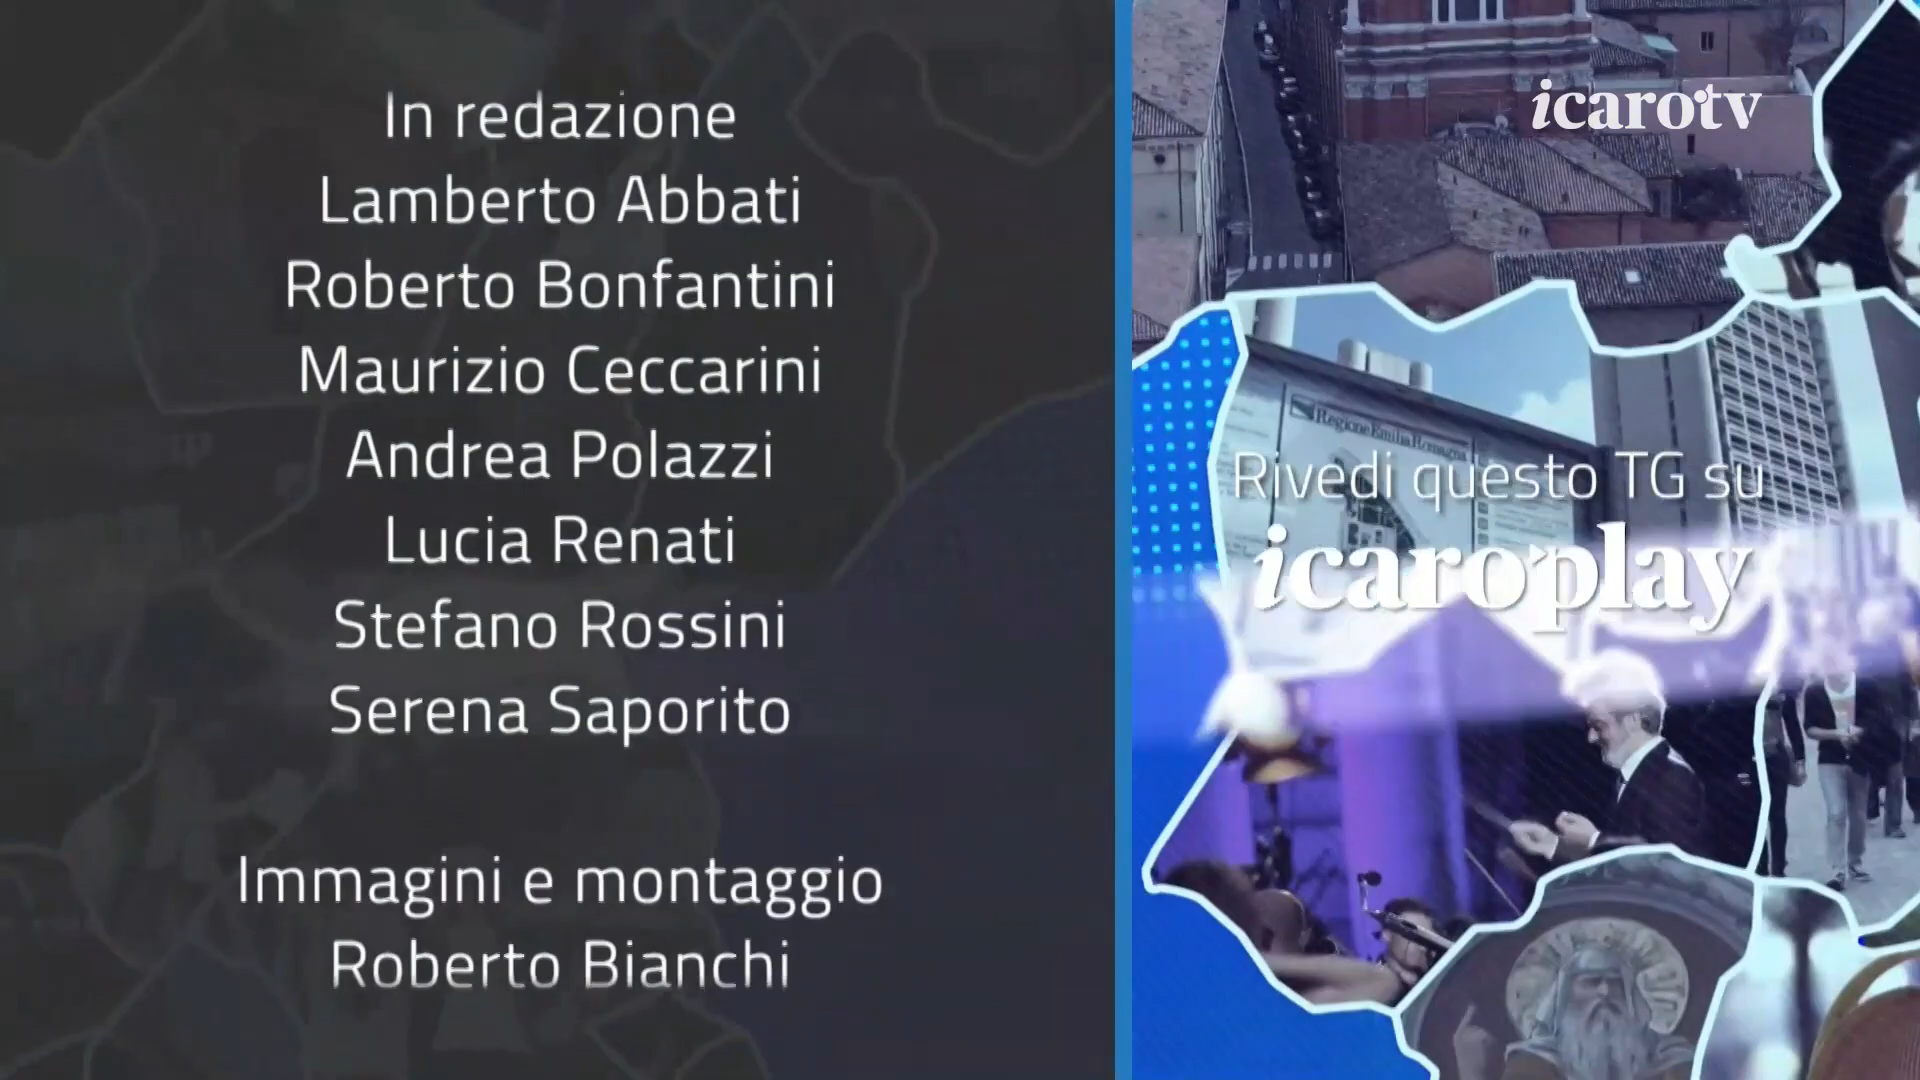 In redazione
Lamberto Abbati
Roberto Bonfantini
Maurizio Ceccarini
Andrea Polazzi
Lucia Renati
Stefano Rossini
Serena Saporito
Immagini e montaggio
Roberto Bianchi
icarotv
RegioneEmiliaRomagna
Rivedi questo TG su
icaroplay